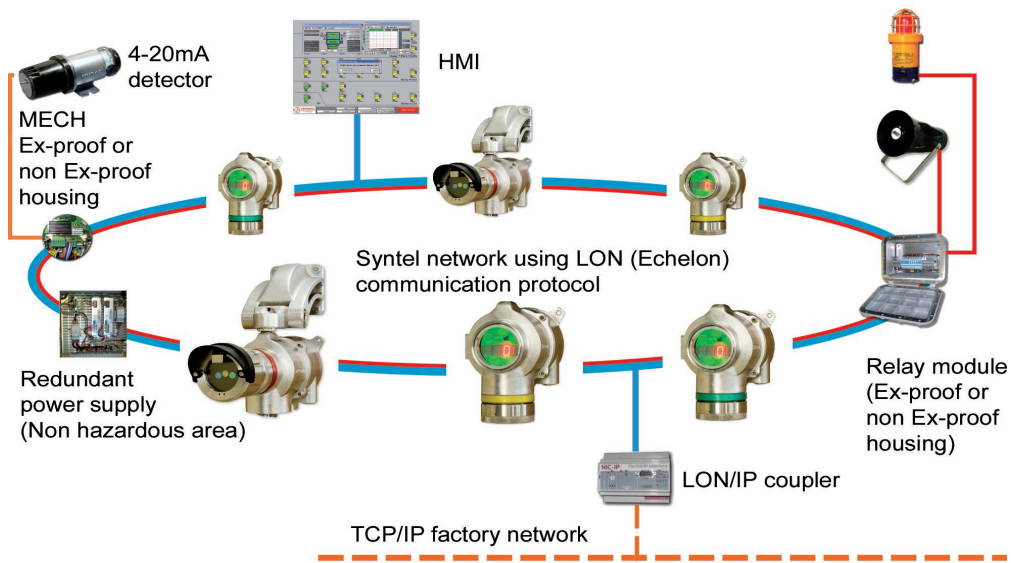 4-20mA
detector
HMI
MECH
Ex-proof or
non Ex-proof
housing
Syntel network using LON (Echelon)
communication protocol
Redundant
power supply
(Non hazardous area)
Relay module
(Ex-proof or
non Ex-proof
housing)
NIC-IP
LON/IP coupler
TCP/IP factory network